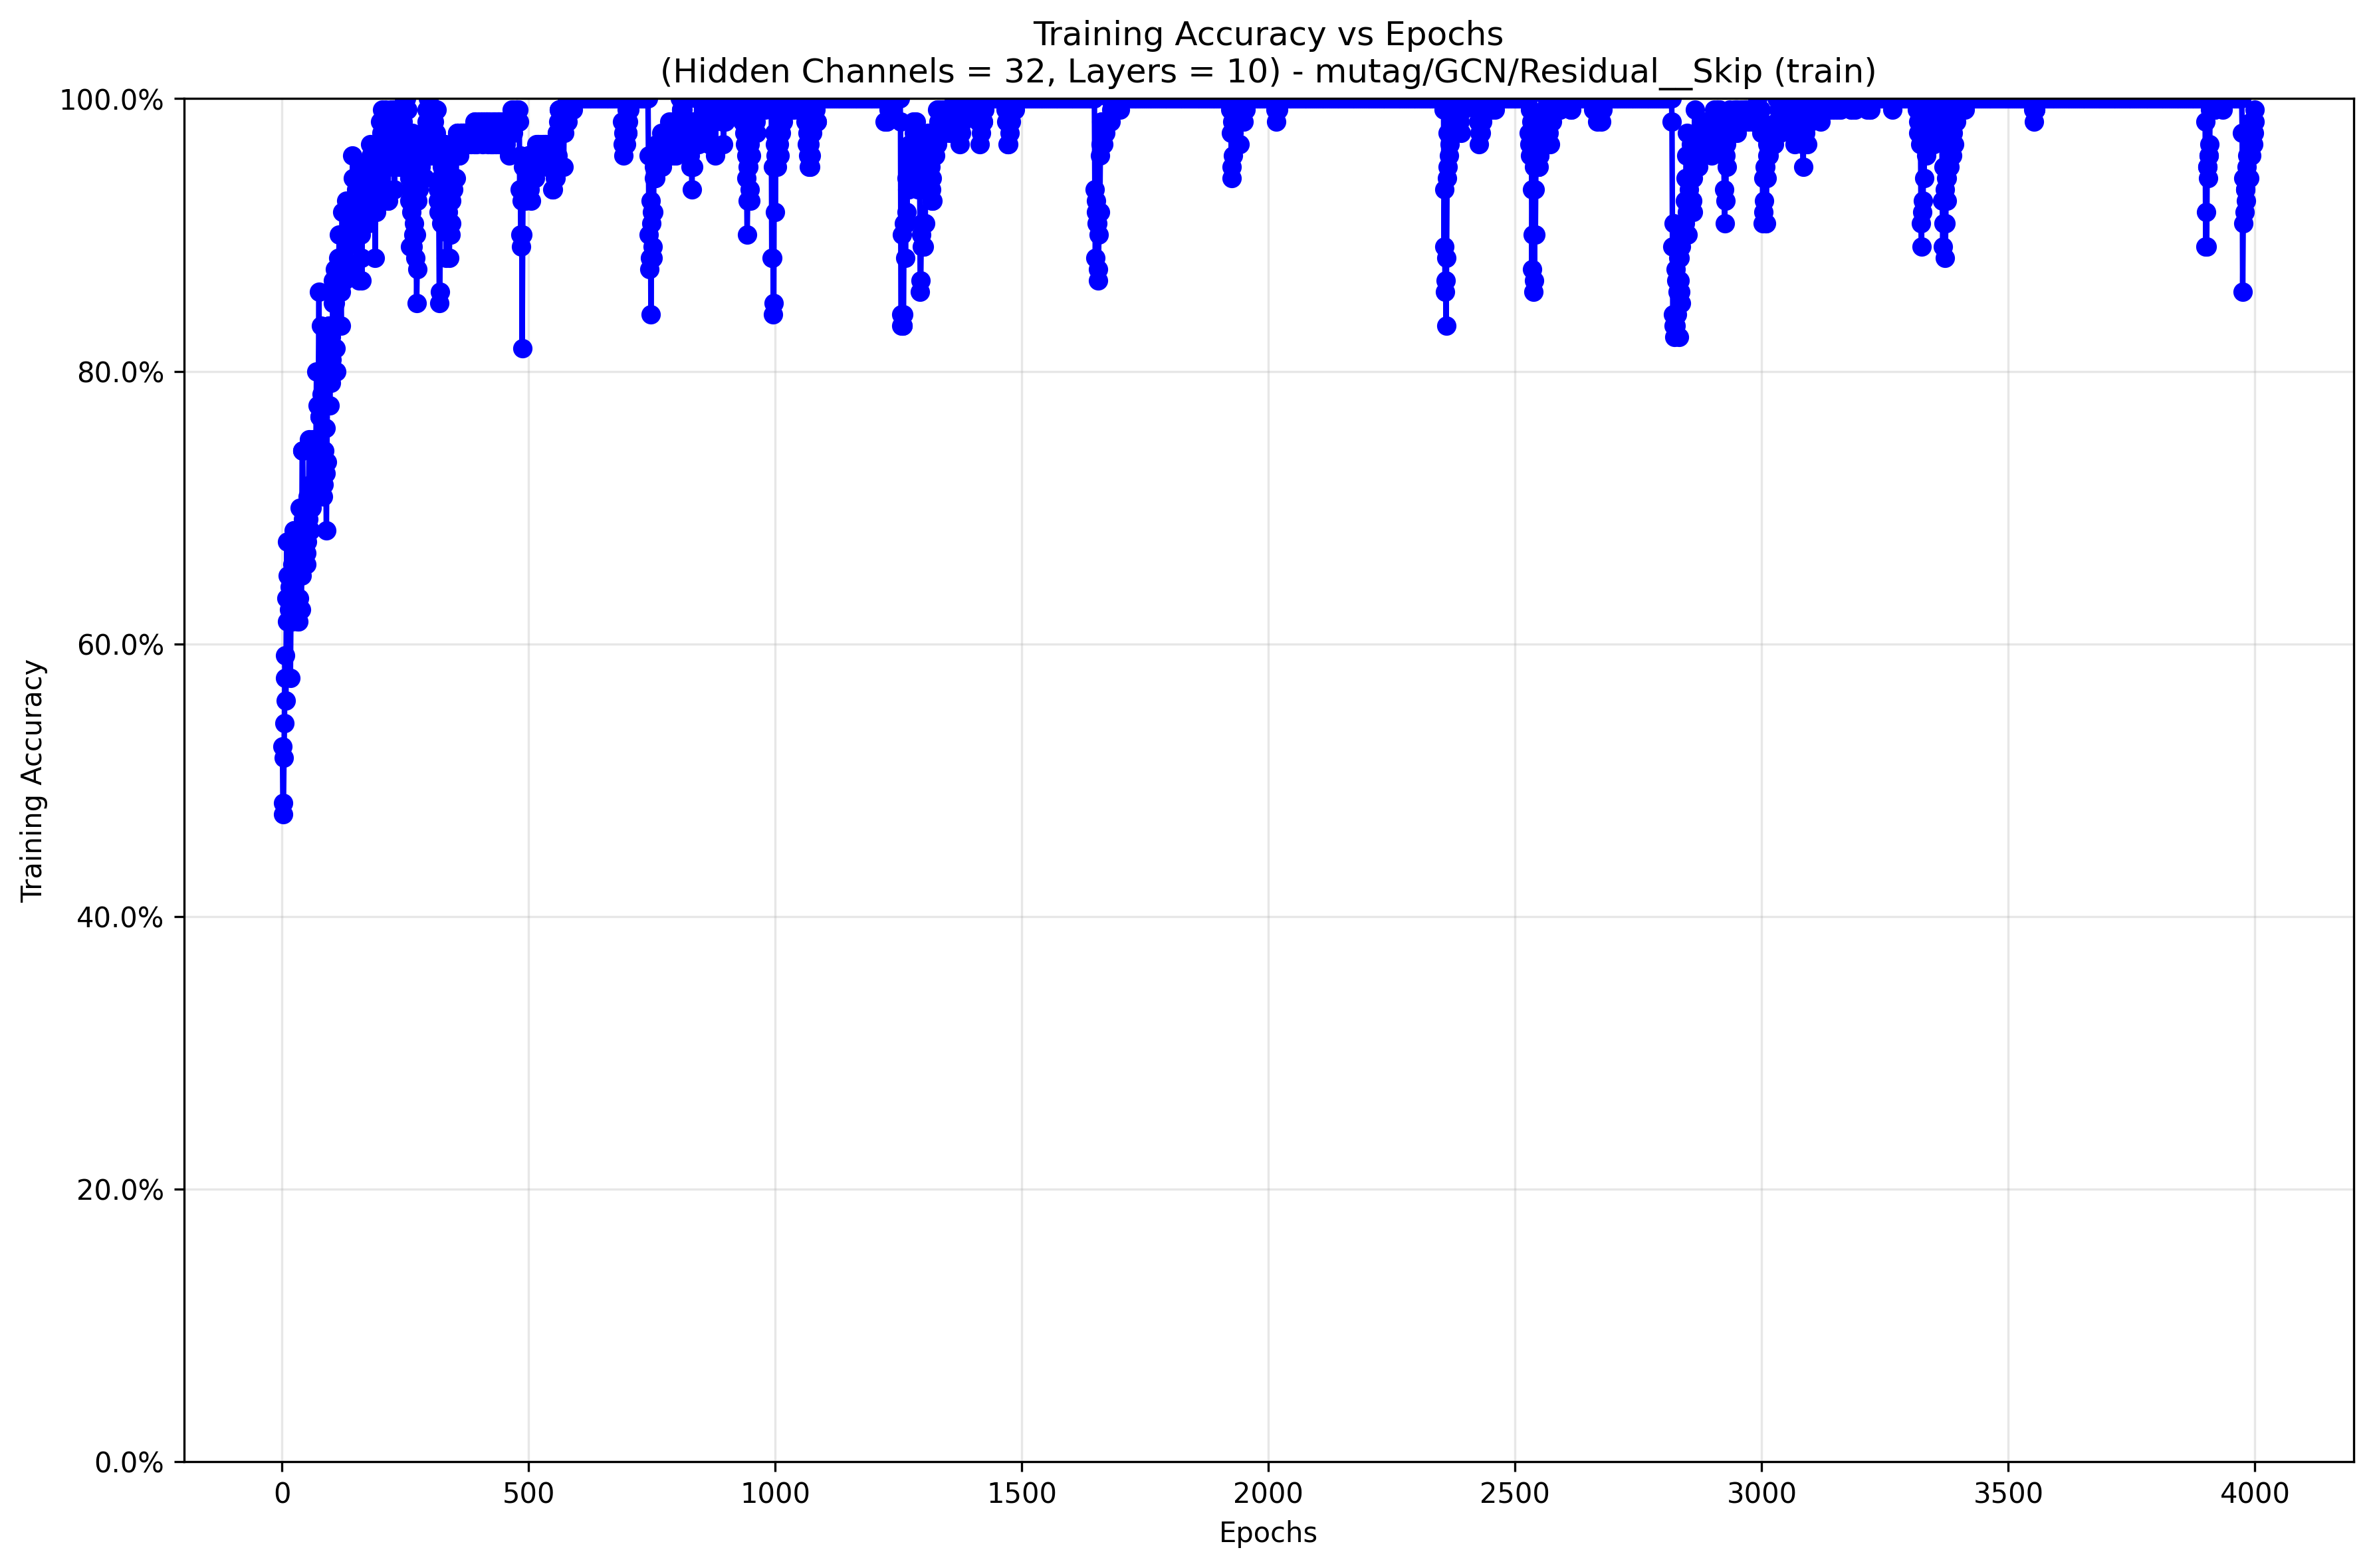 Training Accuracy vs Epochs
(Hidden Channels = 32, Layers = 10) - mutag/GCN/Residual__Skip (train)
100.0%
80.0%
60.0%
40.0%
20.0%
0.0%
Training Accuracy
0 500 1000 1500 2000 2500 3000 3500 4000
Epochs